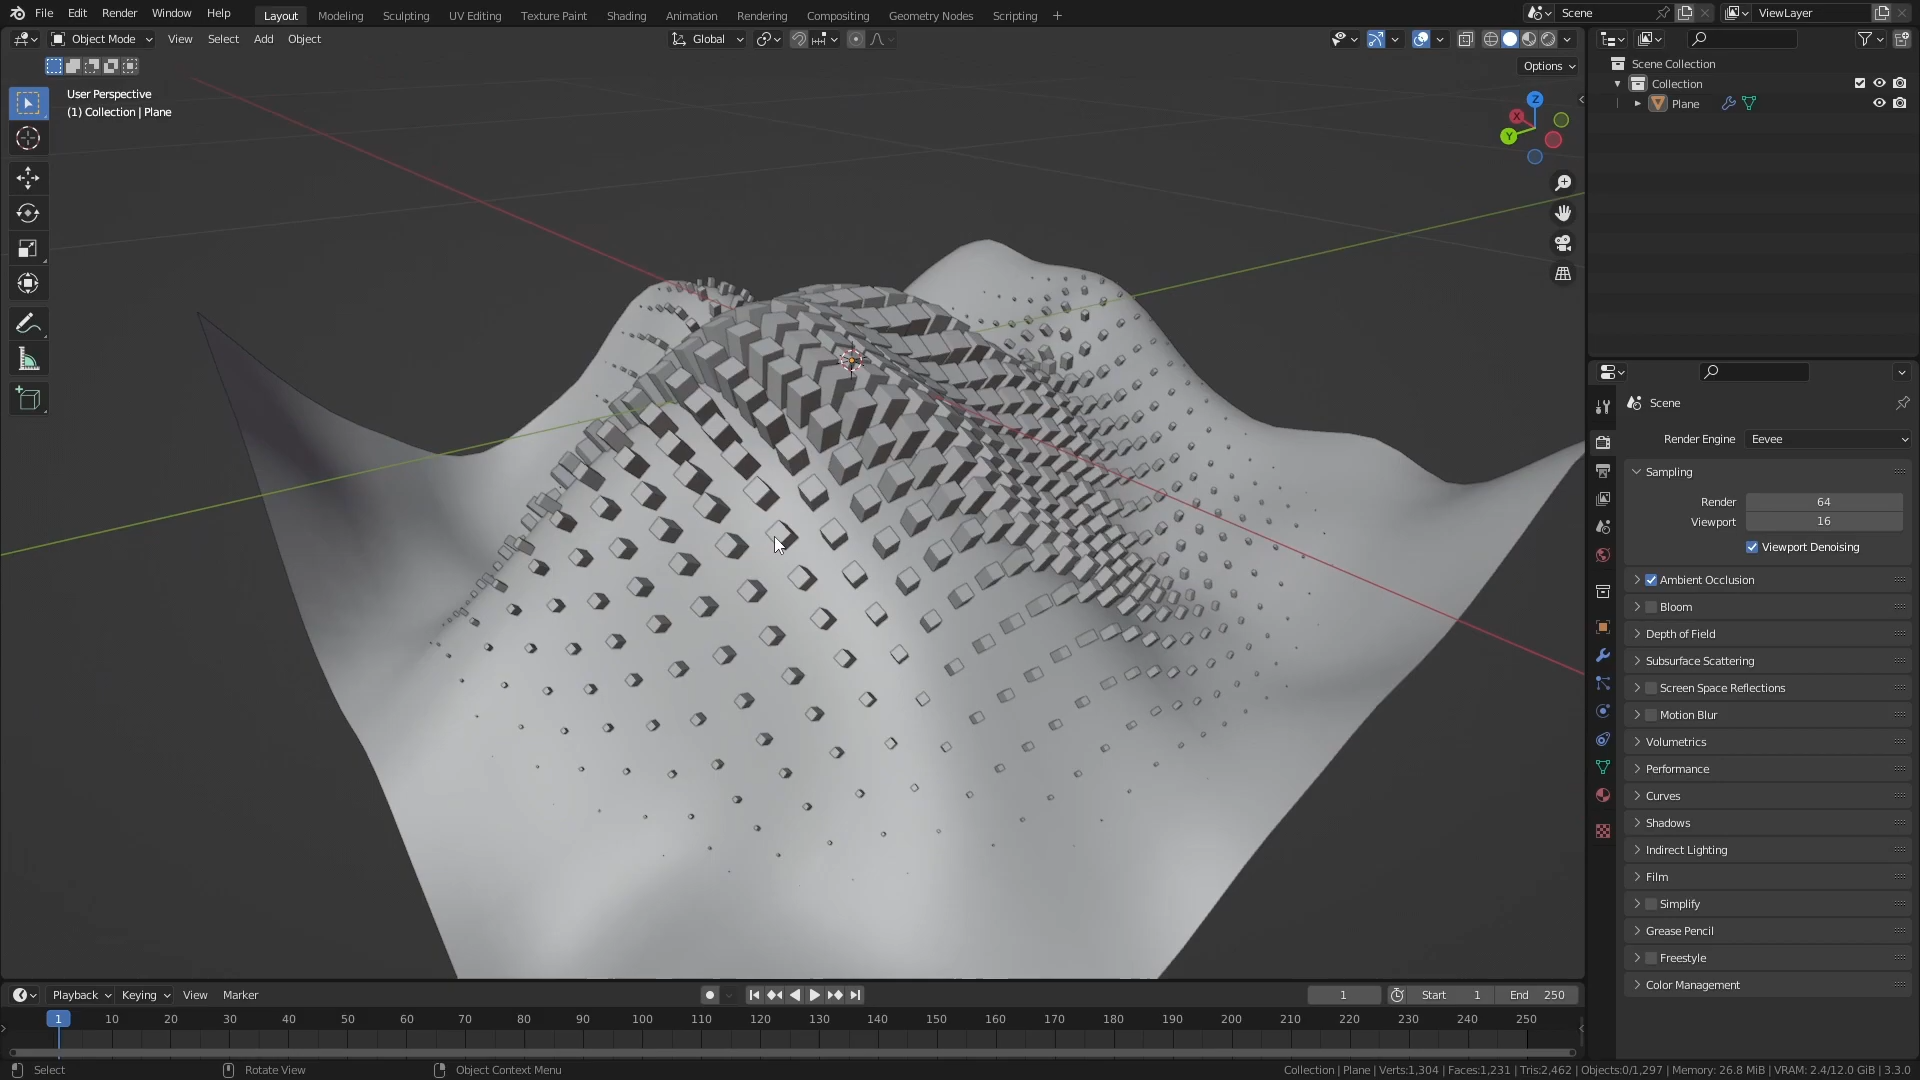 File Edit Render Window Help Layout Modeling Sculpting UV Editing Texture Paint Shading Animation Rendering Compositing Geometry Nodes Scripting + Scene ViewLayer
Object Mode View Select Add Object Global
Options
User Perspective
(1) Collection | Plane
Z
X
Y
Scene Collection
Collection
Plane
Scene
Render Engine Eevee
Sampling
Render 64
Viewport 16
Viewport Denoising
Ambient Occlusion
Bloom
Depth of Field
Subsurface Scattering
Screen Space Reflections
Motion Blur
Volumetrics
Performance
Curves
Shadows
Indirect Lighting
Film
Simplify
Grease Pencil
Freestyle
Color Management
Playback Keying View Marker 1 Start 1 End 250
1 10 20 30 40 50 60 70 80 90 100 110 120 130 140 150 160 170 180 190 200 210 220 230 240 250
Select Rotate View Object Context Menu Collection | Plane | Verts:1,304 | Faces:1,231 | Tris:2,462 | Objects:0/1,297 | Memory: 26.8 MiB | VRAM: 2.4/12.0 GiB | 3.3.0